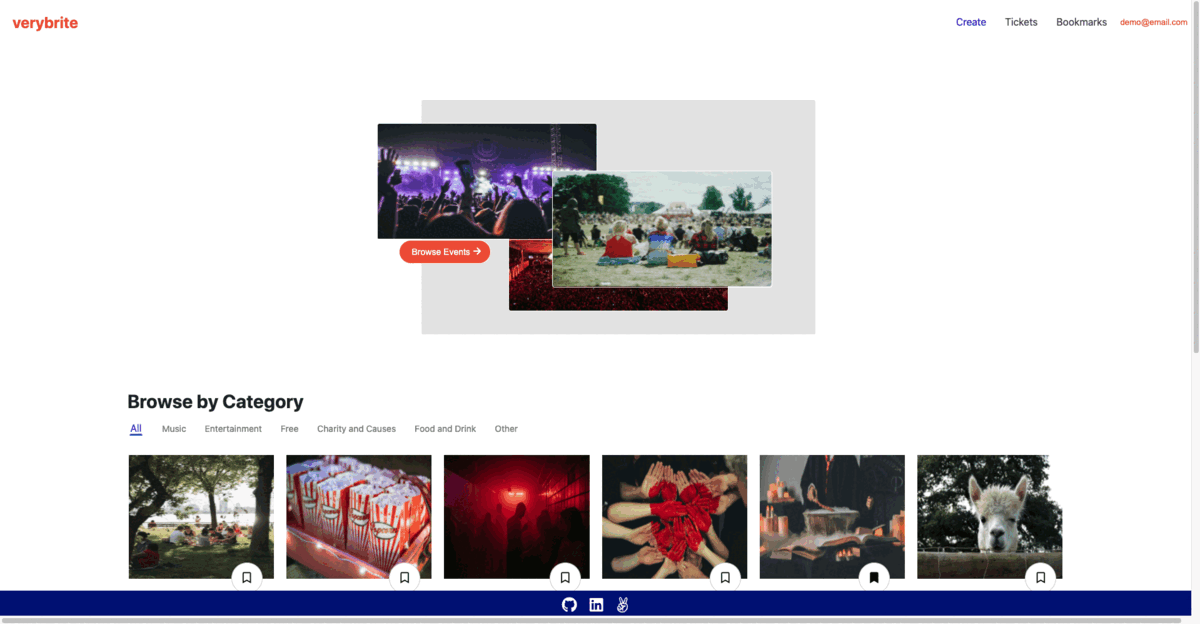 verybrite
Create Tickets Bookmarks demo@email.com
Browse Events →
Browse by Category
All Music Entertainment Free Charity and Causes Food and Drink Other